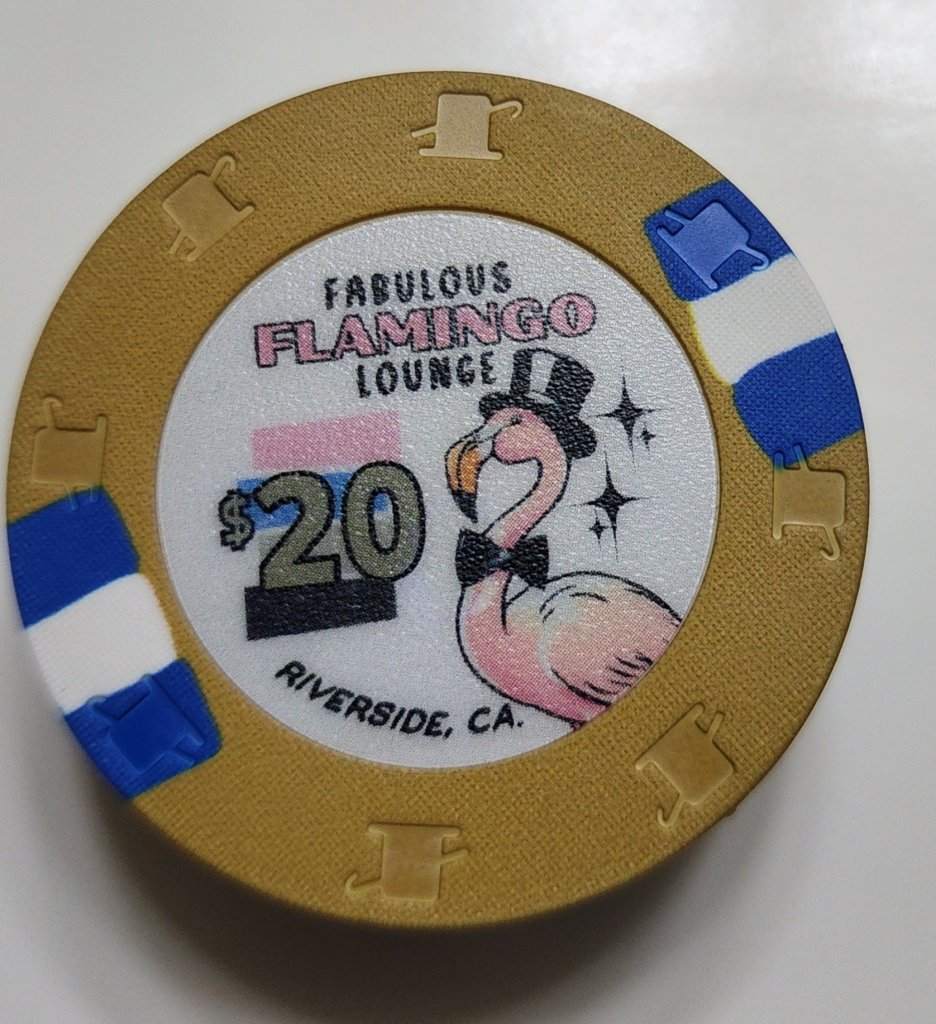 FABULOUS
FLAMINGO
LOUNGE
$20
RIVERSIDE, CA.